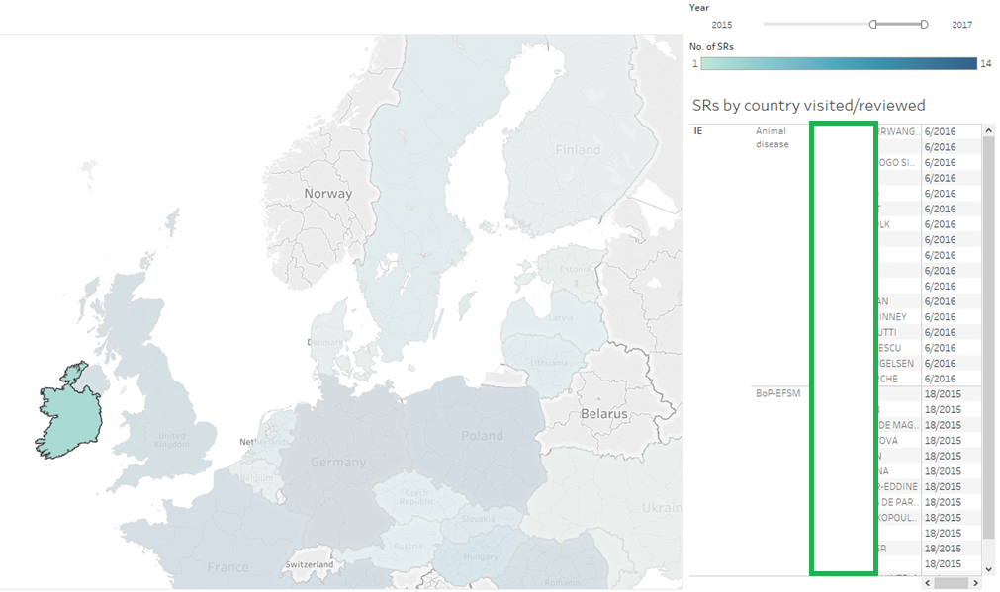 Year
2015
2017
No. of SRs
1
14
SRs by country visited/reviewed
IE
Animal
disease
RRWANG..
6/2016
6/2016
OGO SI..
6/2016
6/2016
6/2016
6/2016
LK
6/2016
6/2016
6/2016
6/2016
6/2016
AN
6/2016
INNEY
6/2016
UTTI
6/2016
ESCU
6/2016
GELSEN
6/2016
RCHE
6/2016
BoP-EFSM
18/2015
18/2015
DE MAG..
18/2015
TOVA
18/2015
N
18/2015
NA
18/2015
R-EDDINE
18/2015
DE PAR..
18/2015
KOPOUL..
18/2015
18/2015
ER
18/2015
18/2015
Norway
Finland
Estonia
Latvia
Denmark
Lithuania
Belarus
United
Kingdom
Netherlands
Poland
Germany
Belgium
Czech
Republic
Ukrain
Slovakia
Austria
Hungary
Switzerland
France
Romania